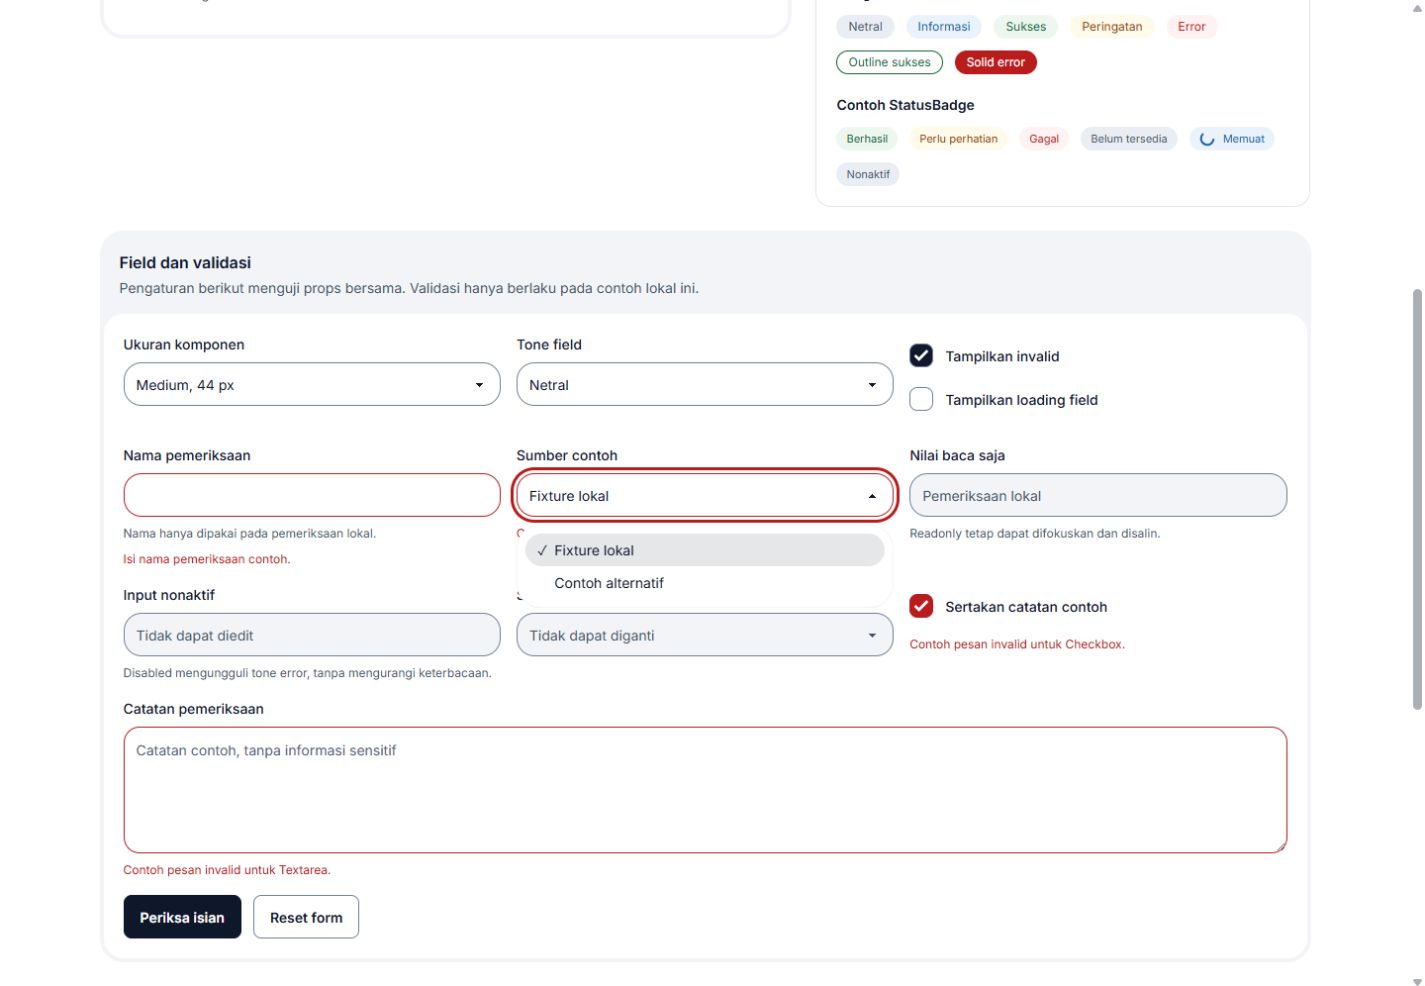 Netral
Informasi
Sukses
Peringatan
Error
Outline sukses
Solid error
Contoh StatusBadge
Berhasil
Perlu perhatian
Gagal
Belum tersedia
Memuat
Nonaktif
Field dan validasi
Pengaturan berikut menguji props bersama. Validasi hanya berlaku pada contoh lokal ini.
Ukuran komponen
Medium, 44 px
Tone field
Netral
Tampilkan invalid
Tampilkan loading field
Nama pemeriksaan
Nama hanya dipakai pada pemeriksaan lokal.
Isi nama pemeriksaan contoh.
Sumber contoh
Fixture lokal
✓ Fixture lokal
Contoh alternatif
Nilai baca saja
Pemeriksaan lokal
Readonly tetap dapat difokuskan dan disalin.
Input nonaktif
Tidak dapat diedit
Disabled mengungguli tone error, tanpa mengurangi keterbacaan.
Tidak dapat diganti
Sertakan catatan contoh
Contoh pesan invalid untuk Checkbox.
Catatan pemeriksaan
Catatan contoh, tanpa informasi sensitif
Contoh pesan invalid untuk Textarea.
Periksa isian
Reset form